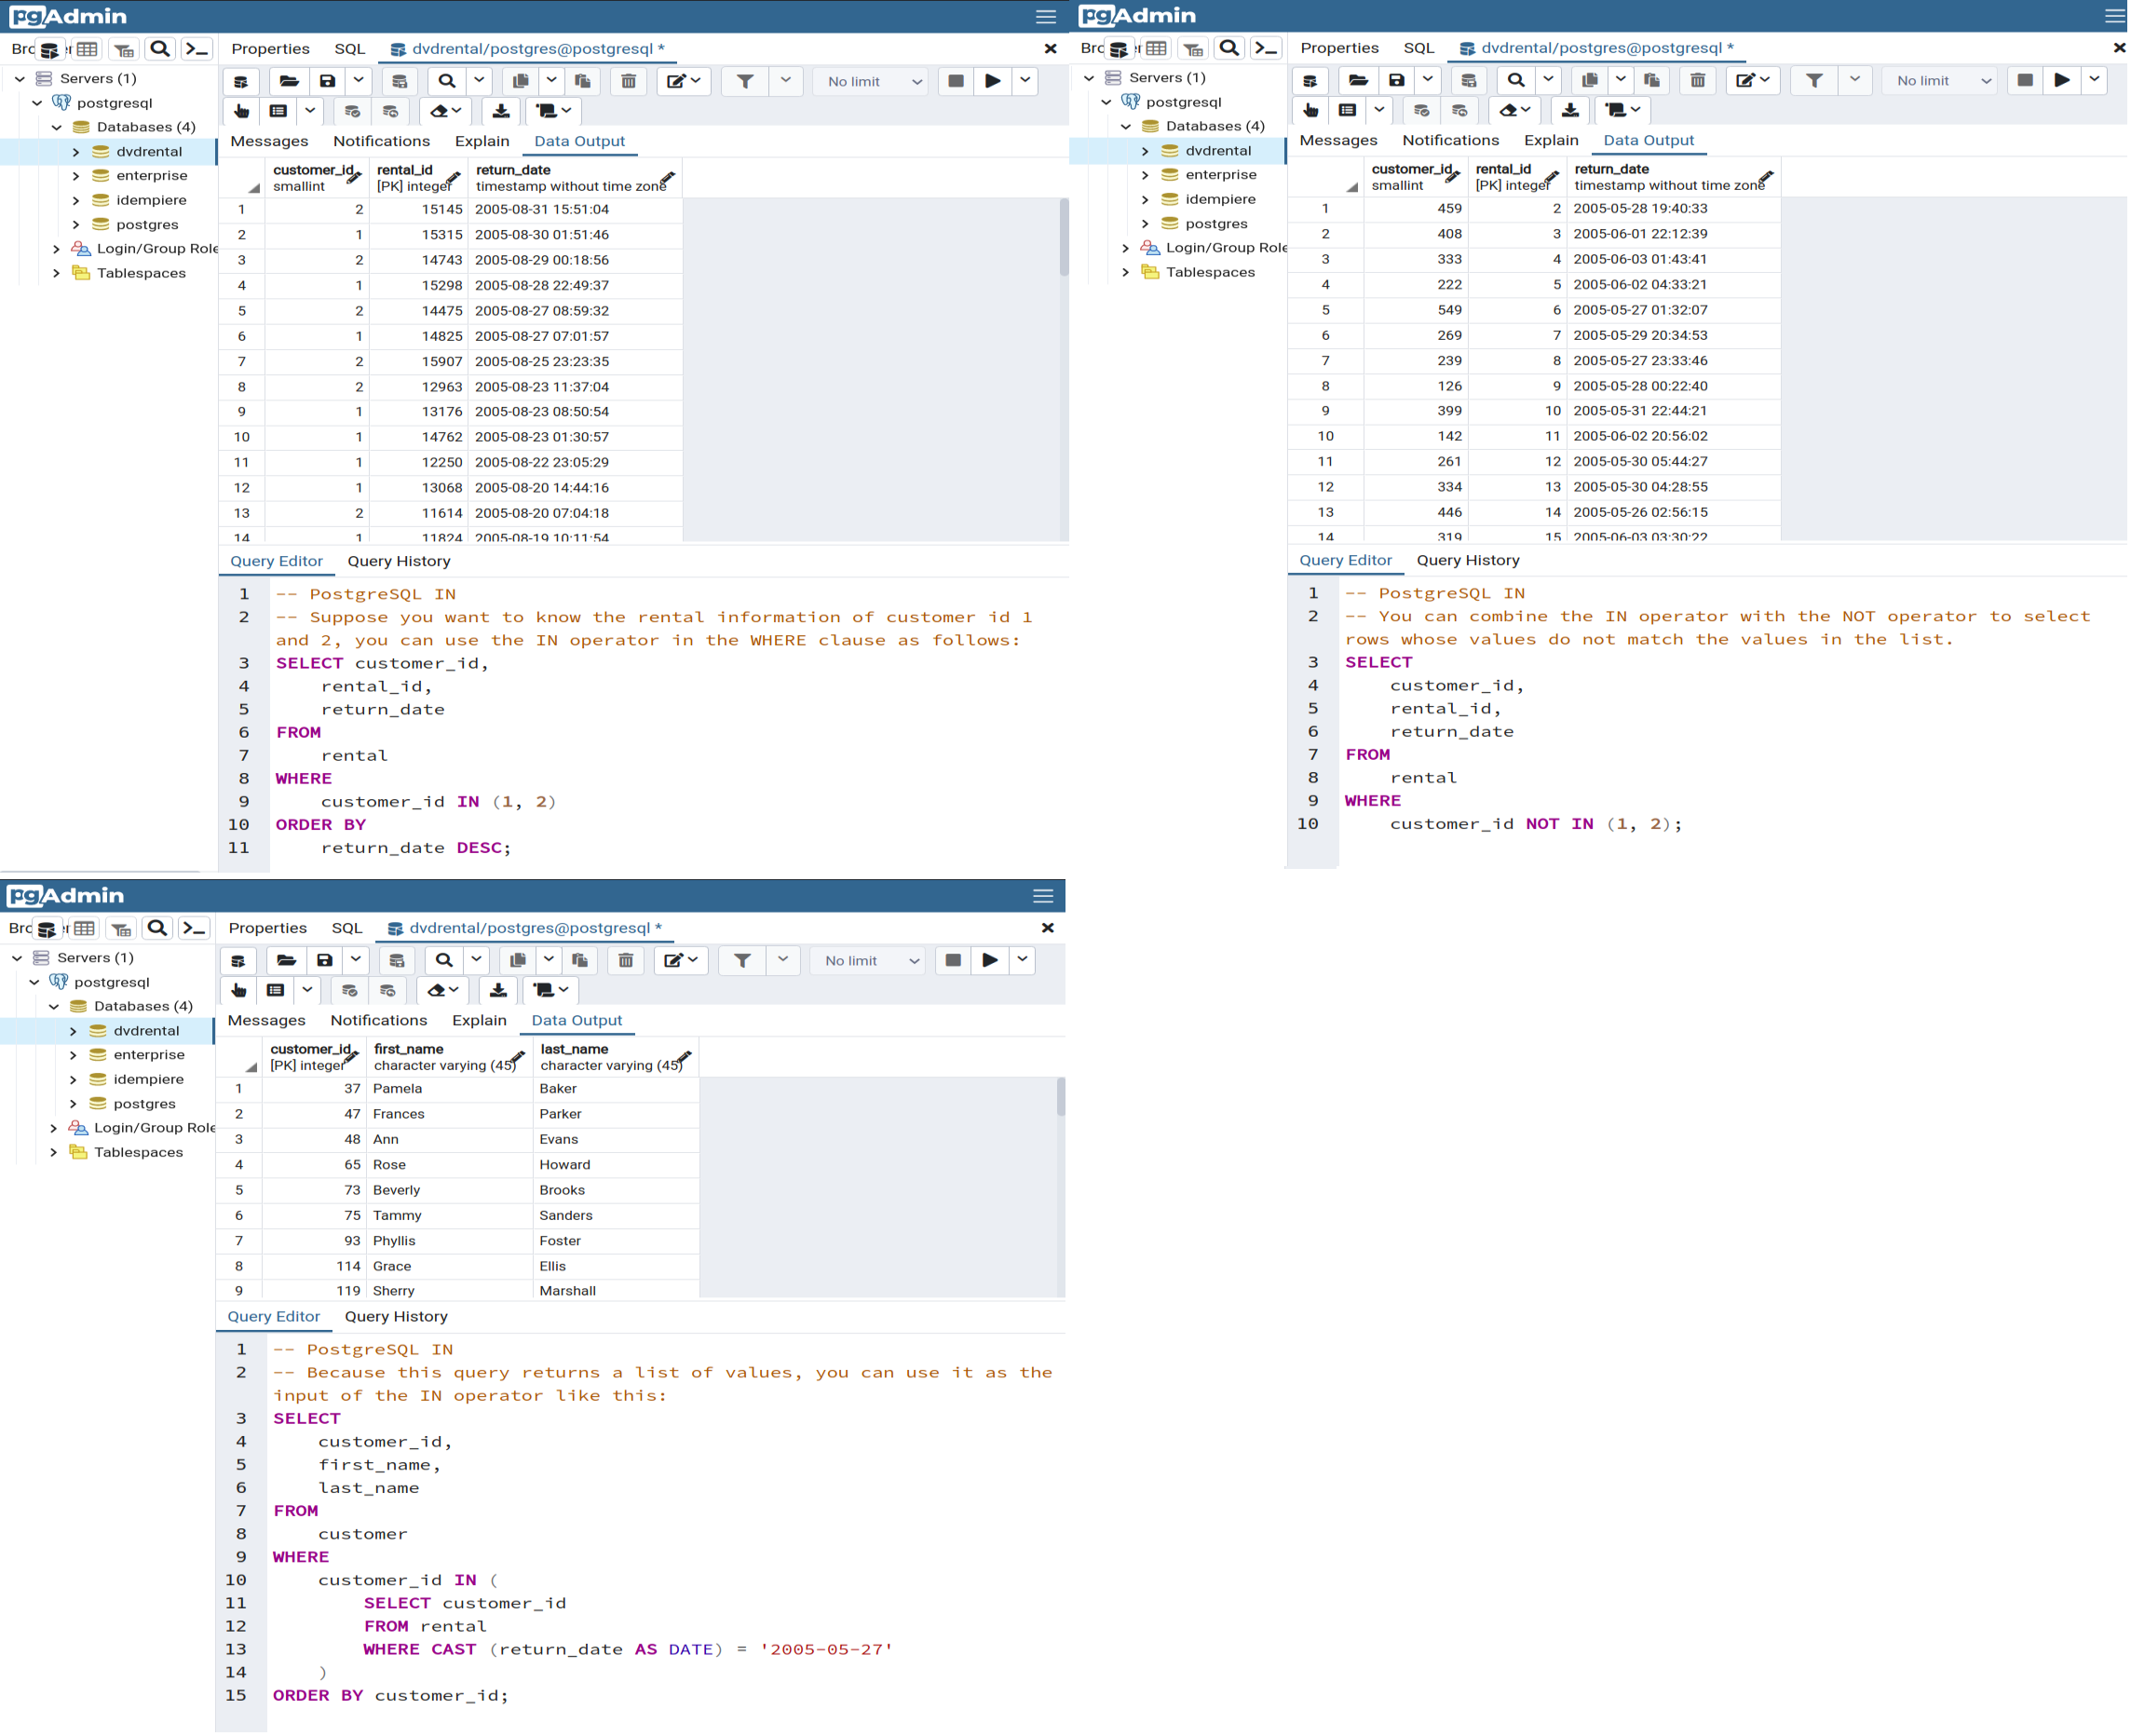 pgAdmin
Properties SQL dvdrental/postgres@postgresql *
Servers (1)
postgresql
Databases (4)
dvdrental
enterprise
idempiere
postgres
Login/Group Role
Tablespaces
No limit
Messages Notifications Explain Data Output
customer_id rental_id return_date
smallint [PK] integer timestamp without time zone
1 2 15145 2005-08-31 15:51:04
2 1 15315 2005-08-30 01:51:46
3 2 14743 2005-08-29 00:18:56
4 1 15298 2005-08-28 22:49:37
5 2 14475 2005-08-27 08:59:32
6 1 14825 2005-08-27 07:01:57
7 2 15907 2005-08-25 23:23:35
8 2 12963 2005-08-23 11:37:04
9 1 13176 2005-08-23 08:50:54
10 1 14762 2005-08-23 01:30:57
11 1 12250 2005-08-22 23:05:29
12 1 13068 2005-08-20 14:44:16
13 2 11614 2005-08-20 07:04:18
14 1 11824 2005-08-19 10:11:54
Query Editor Query History
1 -- PostgreSQL IN
2 -- Suppose you want to know the rental information of customer id 1
and 2, you can use the IN operator in the WHERE clause as follows:
3 SELECT customer_id,
4 rental_id,
5 return_date
6 FROM
7 rental
8 WHERE
9 customer_id IN (1, 2)
10 ORDER BY
11 return_date DESC;
pgAdmin
Properties SQL dvdrental/postgres@postgresql *
Servers (1)
postgresql
Databases (4)
dvdrental
enterprise
idempiere
postgres
Login/Group Role
Tablespaces
No limit
Messages Notifications Explain Data Output
customer_id rental_id return_date
smallint [PK] integer timestamp without time zone
1 459 2 2005-05-28 19:40:33
2 408 3 2005-06-01 22:12:39
3 333 4 2005-06-03 01:43:41
4 222 5 2005-06-02 04:33:21
5 549 6 2005-05-27 01:32:07
6 269 7 2005-05-29 20:34:53
7 239 8 2005-05-27 23:33:46
8 126 9 2005-05-28 00:22:40
9 399 10 2005-05-31 22:44:21
10 142 11 2005-06-02 20:56:02
11 261 12 2005-05-30 05:44:27
12 334 13 2005-05-30 04:28:55
13 446 14 2005-05-26 02:56:15
14 319 15 2005-06-03 03:30:22
Query Editor Query History
1 -- PostgreSQL IN
2 -- You can combine the IN operator with the NOT operator to select
rows whose values do not match the values in the list.
3 SELECT
4 customer_id,
5 rental_id,
6 return_date
7 FROM
8 rental
9 WHERE
10 customer_id NOT IN (1, 2);
pgAdmin
Properties SQL dvdrental/postgres@postgresql *
Servers (1)
postgresql
Databases (4)
dvdrental
enterprise
idempiere
postgres
Login/Group Role
Tablespaces
No limit
Messages Notifications Explain Data Output
customer_id first_name last_name
[PK] integer character varying (45) character varying (45)
1 37 Pamela Baker
2 47 Frances Parker
3 48 Ann Evans
4 65 Rose Howard
5 73 Beverly Brooks
6 75 Tammy Sanders
7 93 Phyllis Foster
8 114 Grace Ellis
9 119 Sherry Marshall
Query Editor Query History
1 -- PostgreSQL IN
2 -- Because this query returns a list of values, you can use it as the
input of the IN operator like this:
3 SELECT
4 customer_id,
5 first_name,
6 last_name
7 FROM
8 customer
9 WHERE
10 customer_id IN (
11 SELECT customer_id
12 FROM rental
13 WHERE CAST (return_date AS DATE) = '2005-05-27'
14 )
15 ORDER BY customer_id;